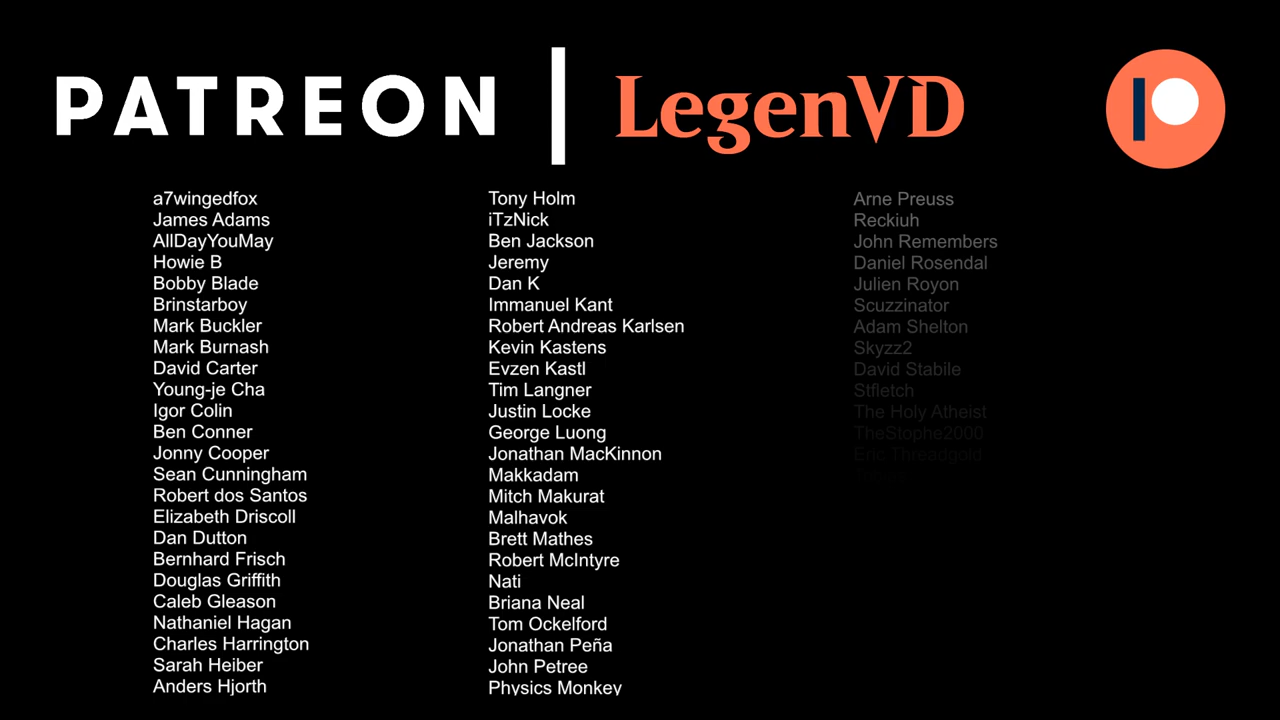 PATREON | LegenVD
a7wingedfox
James Adams
AllDayYouMay
Howie B
Bobby Blade
Brinstarboy
Mark Buckler
Mark Burnash
David Carter
Young-je Cha
Igor Colin
Ben Conner
Jonny Cooper
Sean Cunningham
Robert dos Santos
Elizabeth Driscoll
Dan Dutton
Bernhard Frisch
Douglas Griffith
Caleb Gleason
Nathaniel Hagan
Charles Harrington
Sarah Heiber
Anders Hjorth
Tony Holm
iTzNick
Ben Jackson
Jeremy
Dan K
Immanuel Kant
Robert Andreas Karlsen
Kevin Kastens
Evzen Kastl
Tim Langner
Justin Locke
George Luong
Jonathan MacKinnon
Makkadam
Mitch Makurat
Malhavok
Brett Mathes
Robert McIntyre
Nati
Briana Neal
Tom Ockelford
Jonathan Peña
John Petree
Physics Monkey
Arne Preuss
Reckiuh
John Remembers
Daniel Rosendal
Julien Royon
Scuzzinator
Adam Shelton
Skyzz2
David Stabile
Stfletch
The Holy Atheist
TheStophe2000
Eric Threadgold